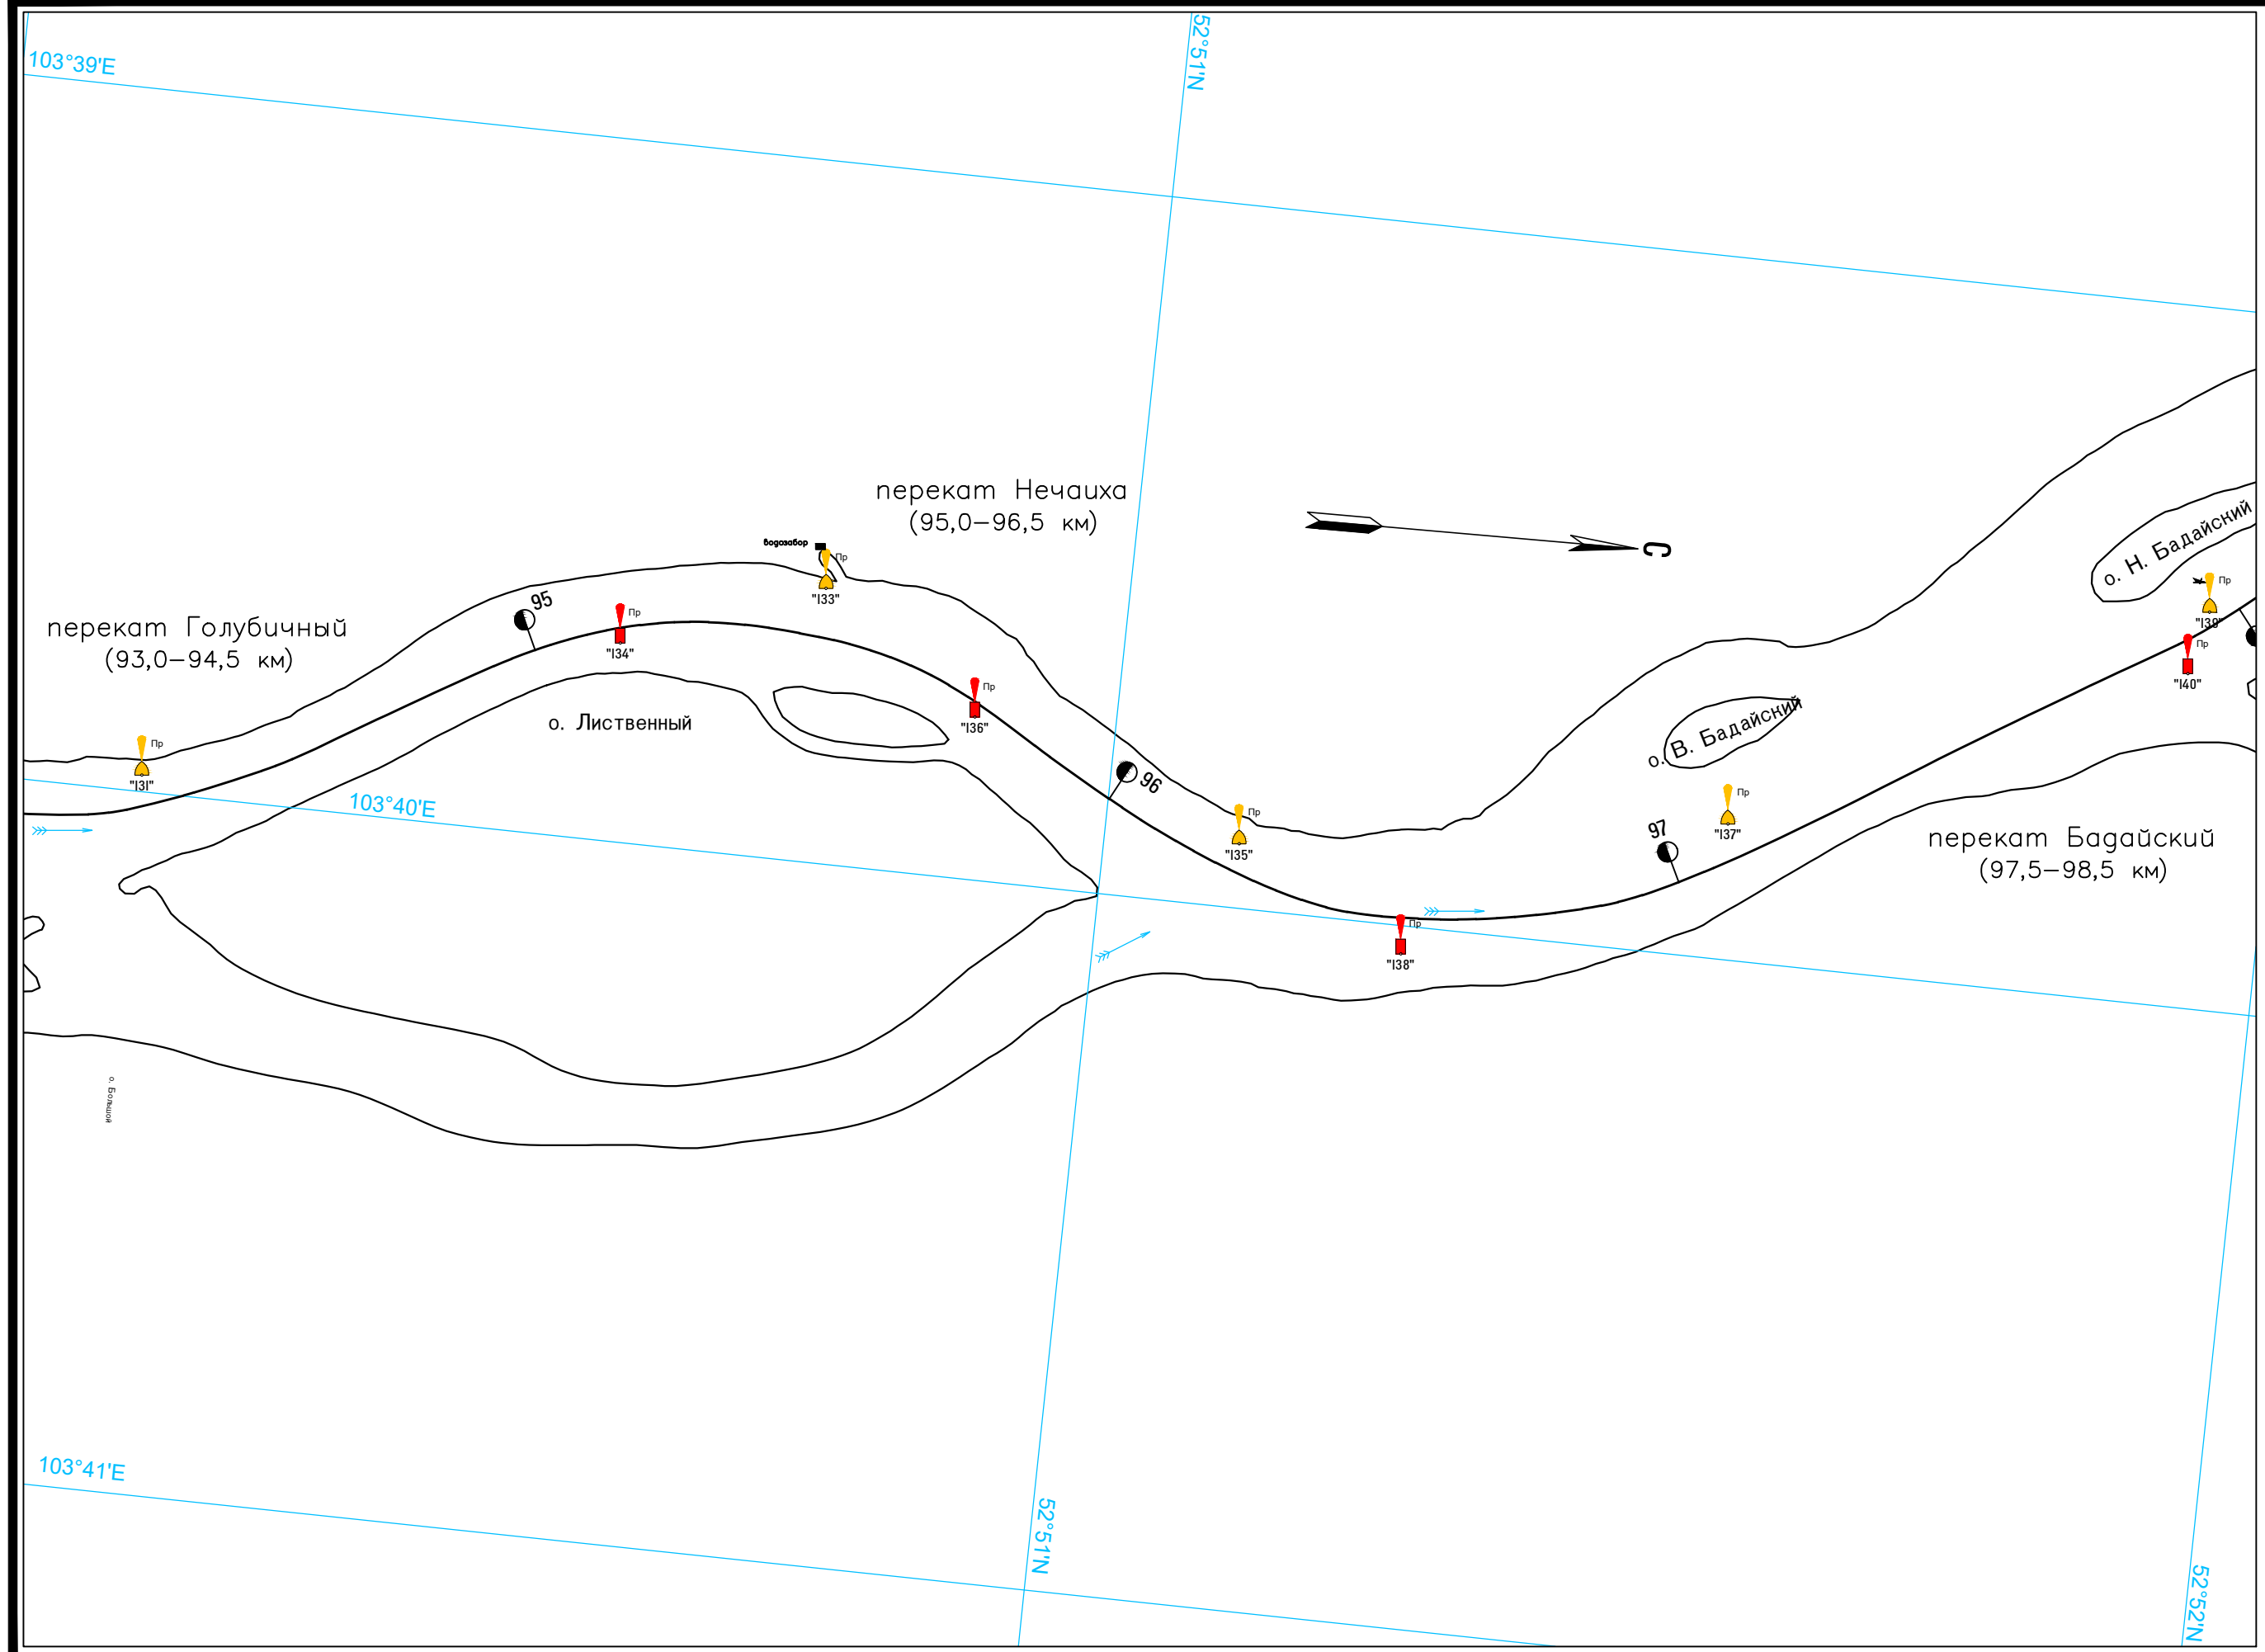 103°39'E
52°51'N
перекат Нечаиха
(95,0–96,5 км)
С
о. Н. Бадайский
водозабор
Пр
"133"
95
Пр
"134"
перекат Голубичный
(93,0–94,5 км)
Пр
"139"
Пр
"140"
о. Лиственный
Пр
"136"
о. В. Бадайский
Пр
"131"
103°40'E
96
Пр
"135"
Пр
"137"
97
перекат Бадайский
(97,5–98,5 км)
Пр
"138"
103°41'E
52°51'N
52°52'N